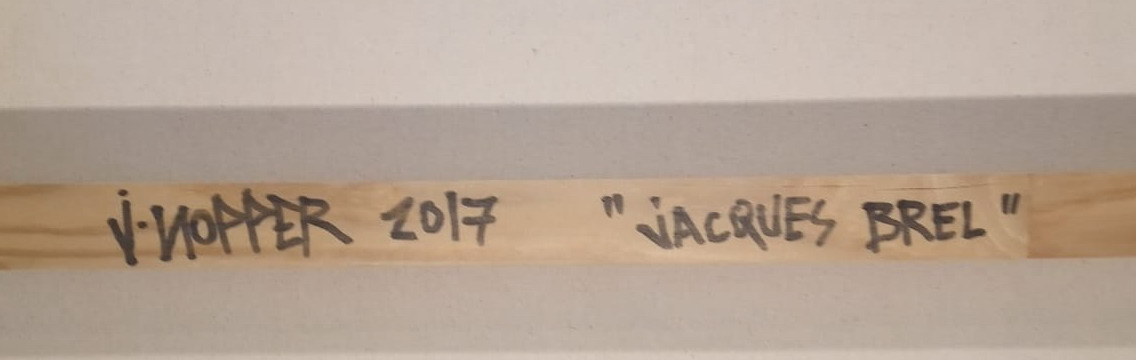 j. HOPPER 2017 "jACQUES BREL"